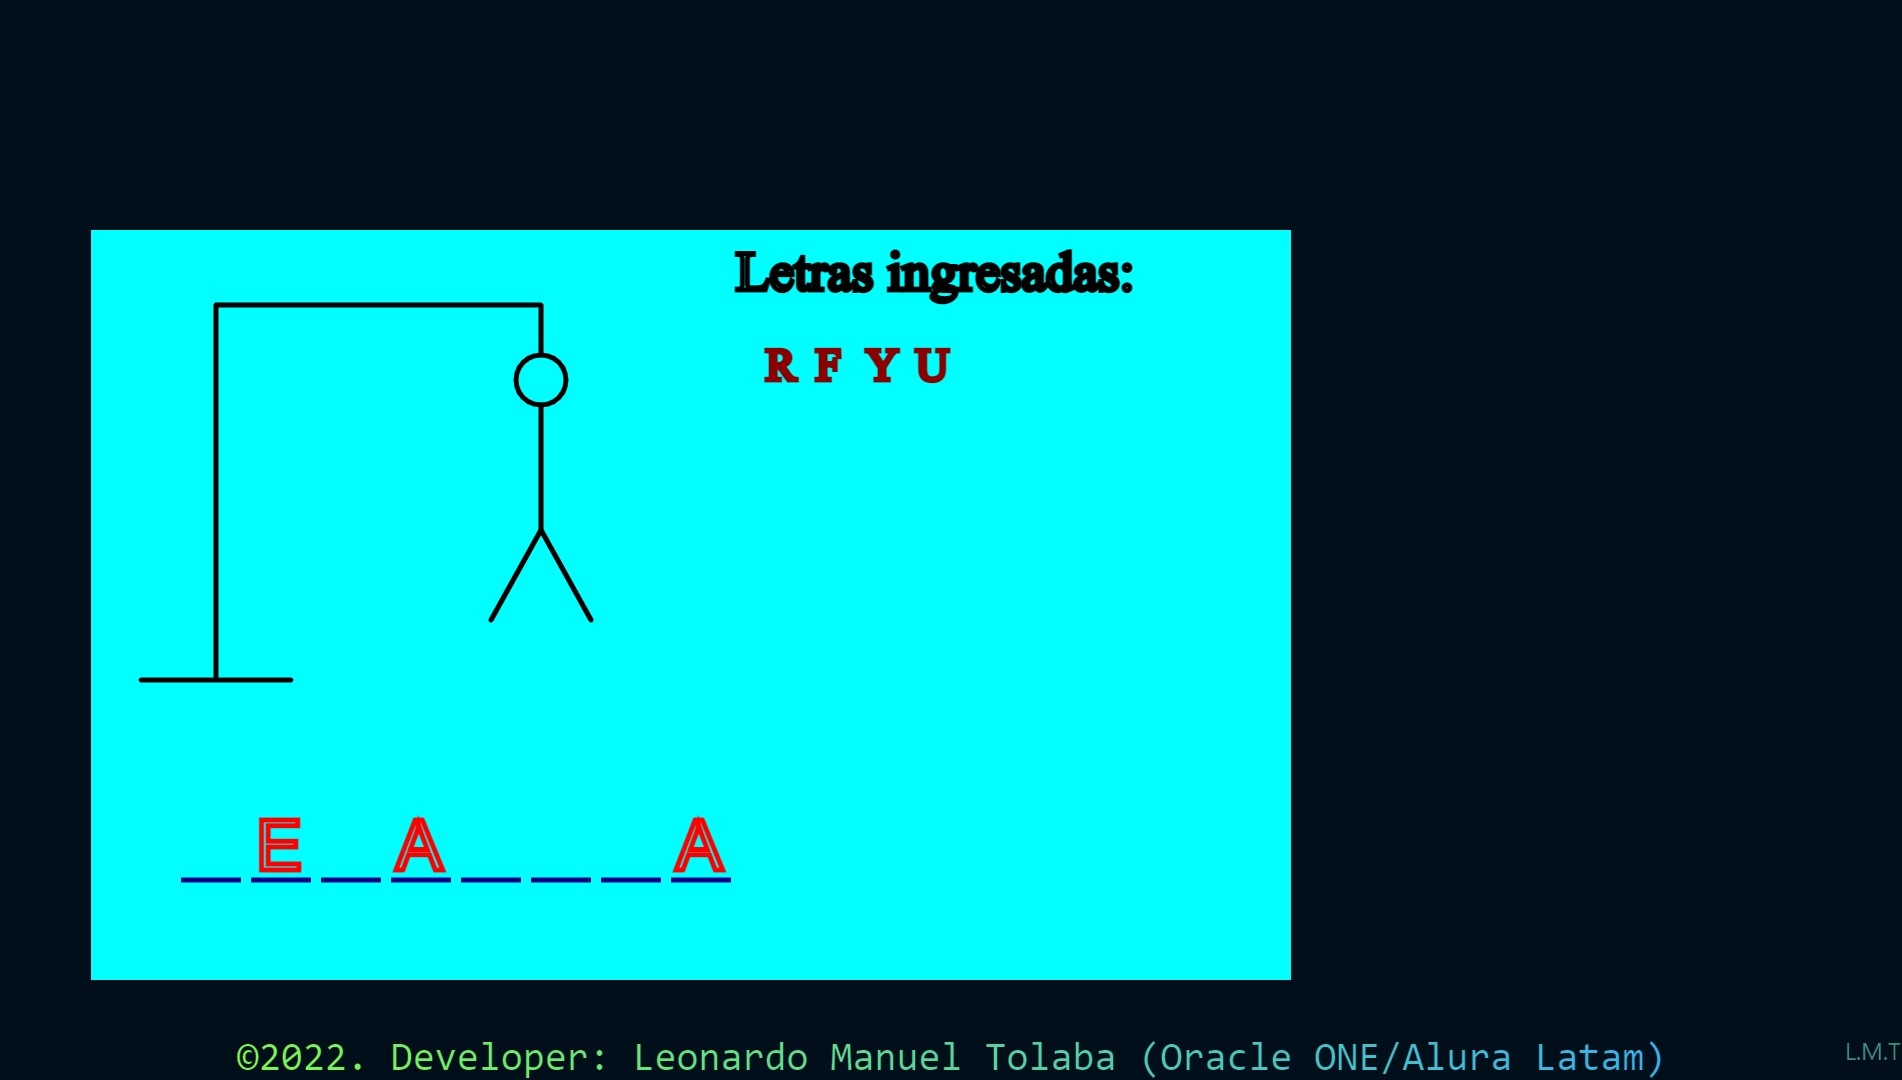 Letras ingresadas:
R F Y U
E A A
©2022. Developer: Leonardo Manuel Tolaba (Oracle ONE/Alura Latam)
L.M.T